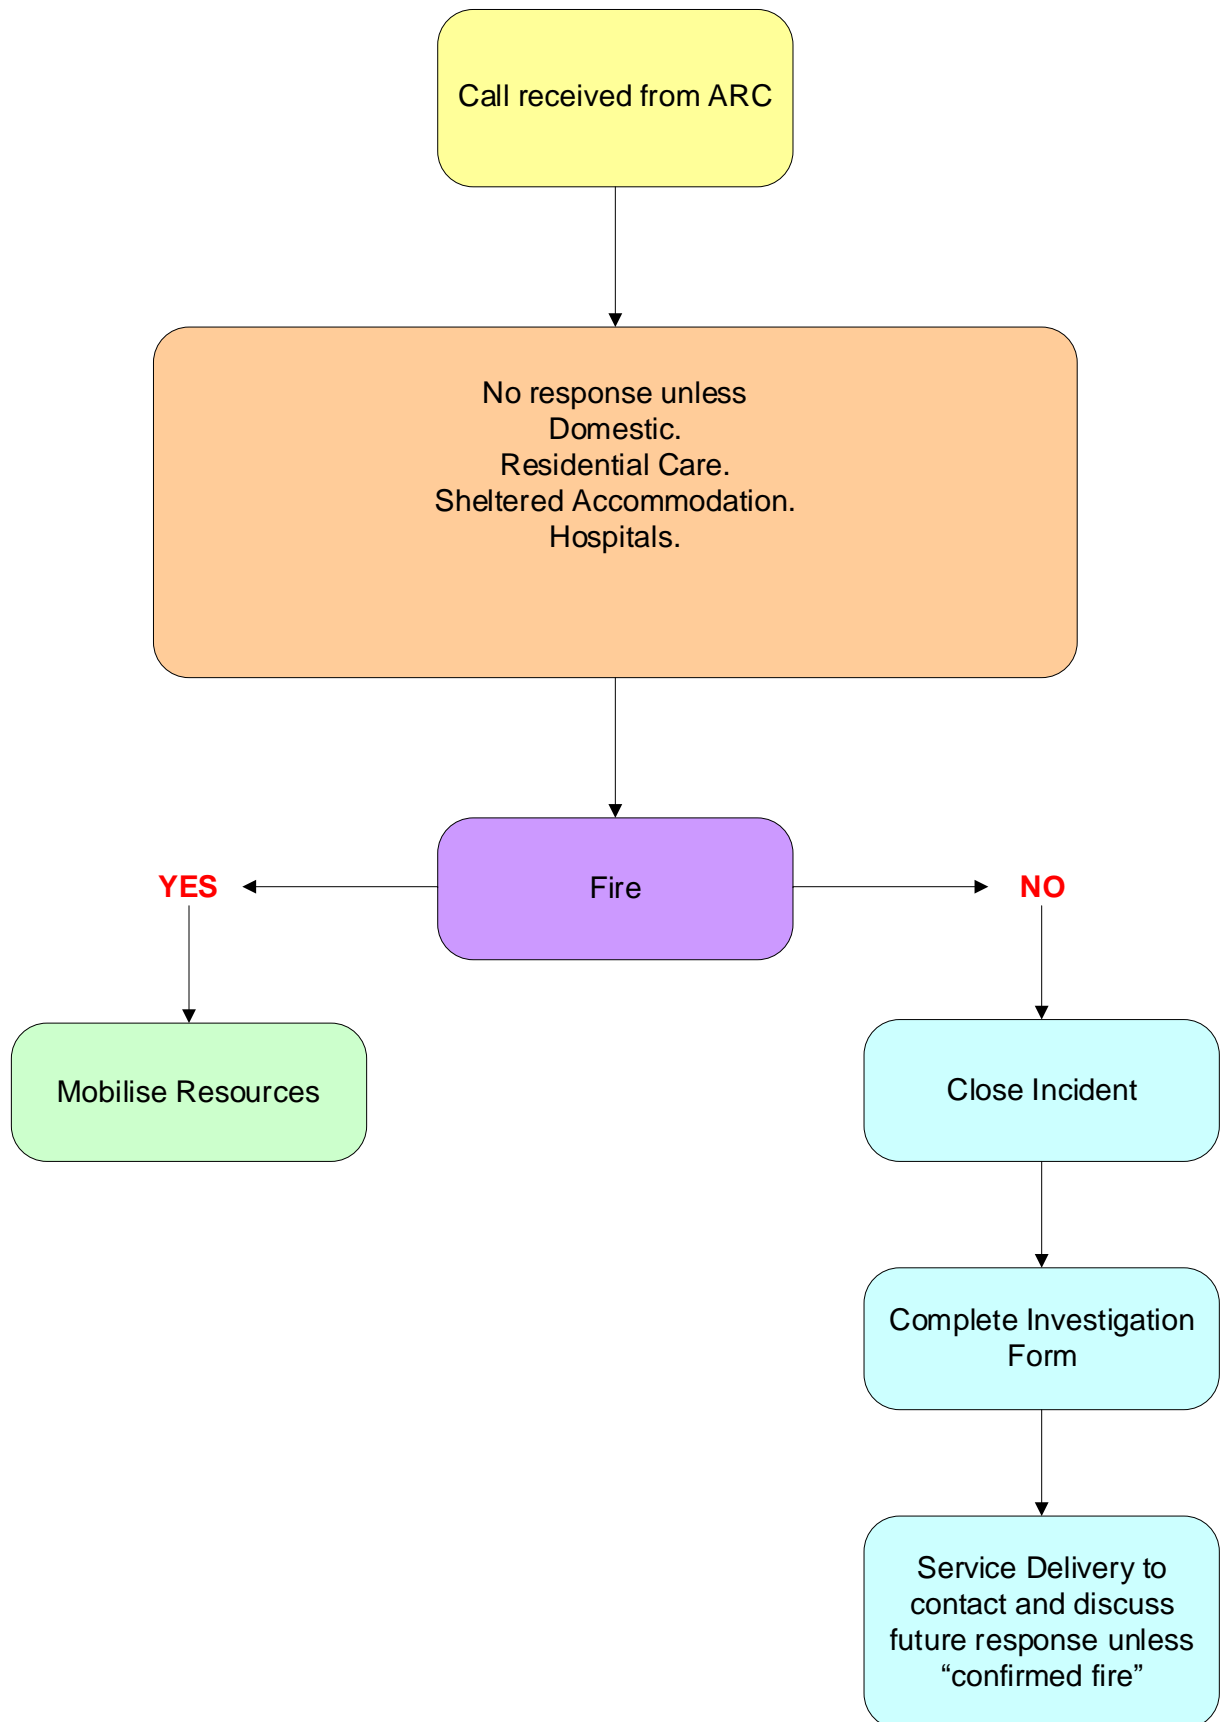 Call received from ARC
No response unless
Domestic.
Residential Care.
Sheltered Accommodation.
Hospitals.
YES
Fire
NO
Mobilise Resources
Close Incident
Complete Investigation
Form
Service Delivery to
contact and discuss
future response unless
“confirmed fire”